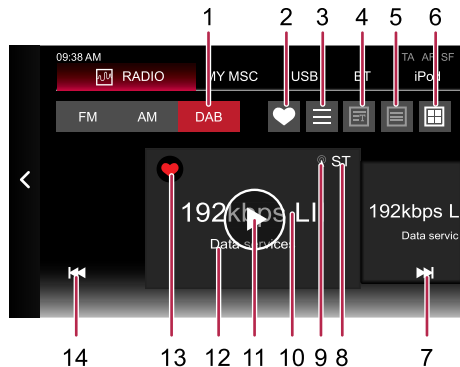 1 2 3 4 5 6
09:38 AM TA AF SF
RADIO MY MSC USB BT iPod
FM AM DAB
ST
192kbps LI 192kbps L
Data services Data servic
14 13 12 11 10 9 8 7